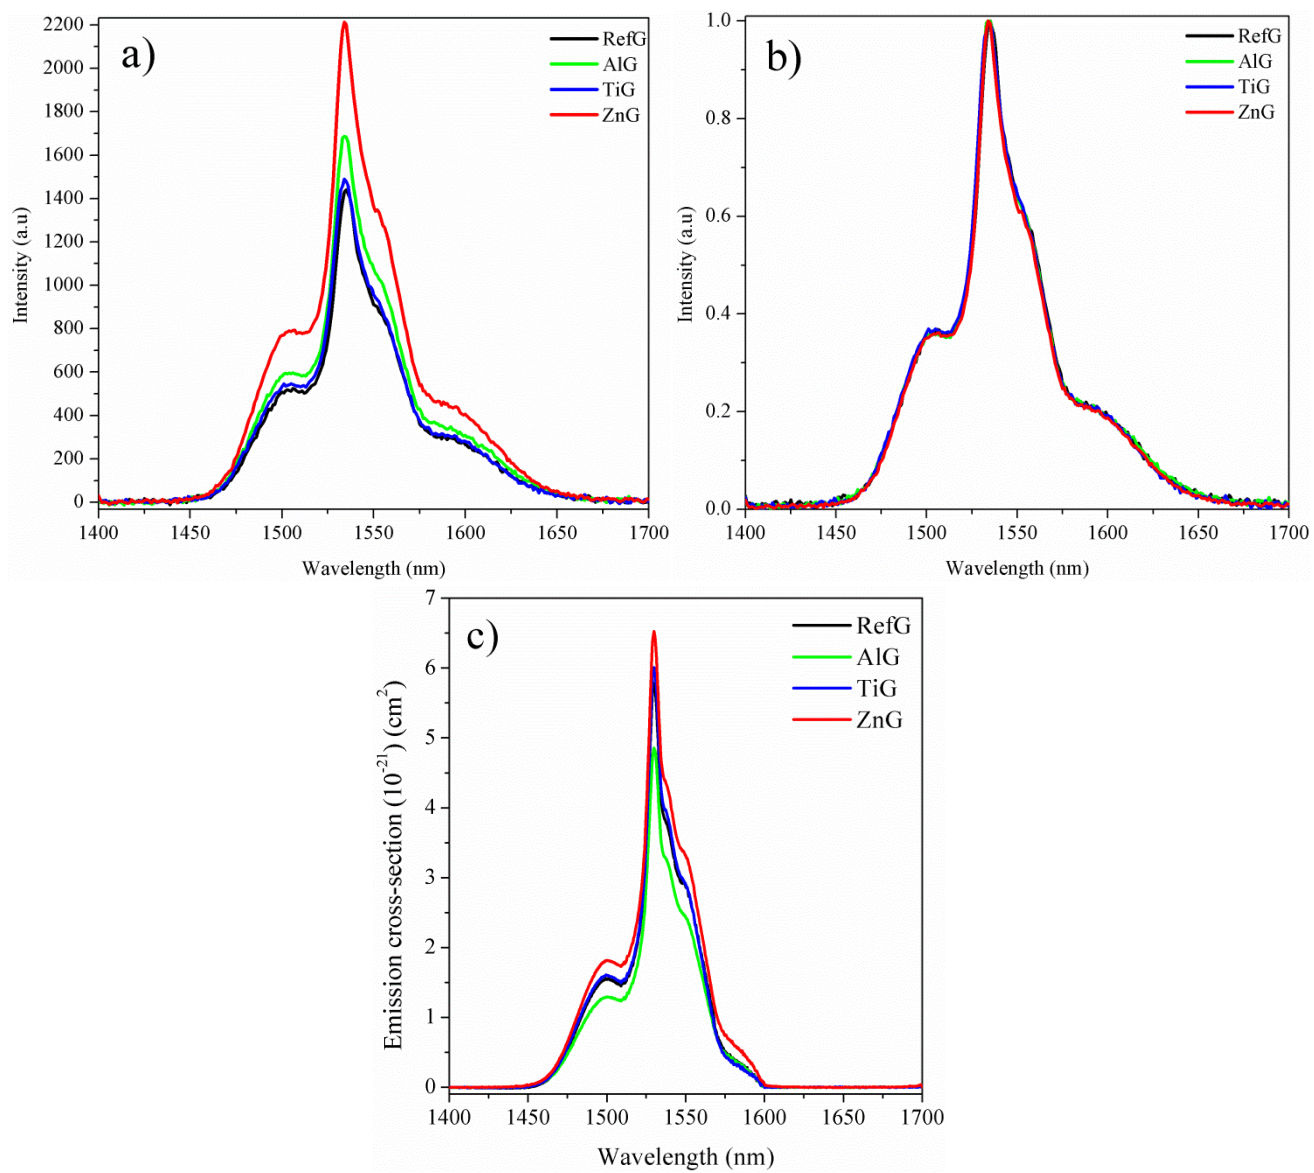 a)
RefG
AlG
TiG
ZnG
2200
2000
1800
1600
1400
1200
1000
800
600
400
200
0
Intensity (a.u)
1400 1450 1500 1550 1600 1650 1700
Wavelength (nm)
b)
RefG
AlG
TiG
ZnG
1.0
0.8
0.6
0.4
0.2
0.0
Intensity (a.u)
1400 1450 1500 1550 1600 1650 1700
Wavelength (nm)
c)
RefG
AlG
TiG
ZnG
7
6
5
4
3
2
1
0
Emission cross-section (10⁻²¹) (cm²)
1400 1450 1500 1550 1600 1650 1700
Wavelength (nm)